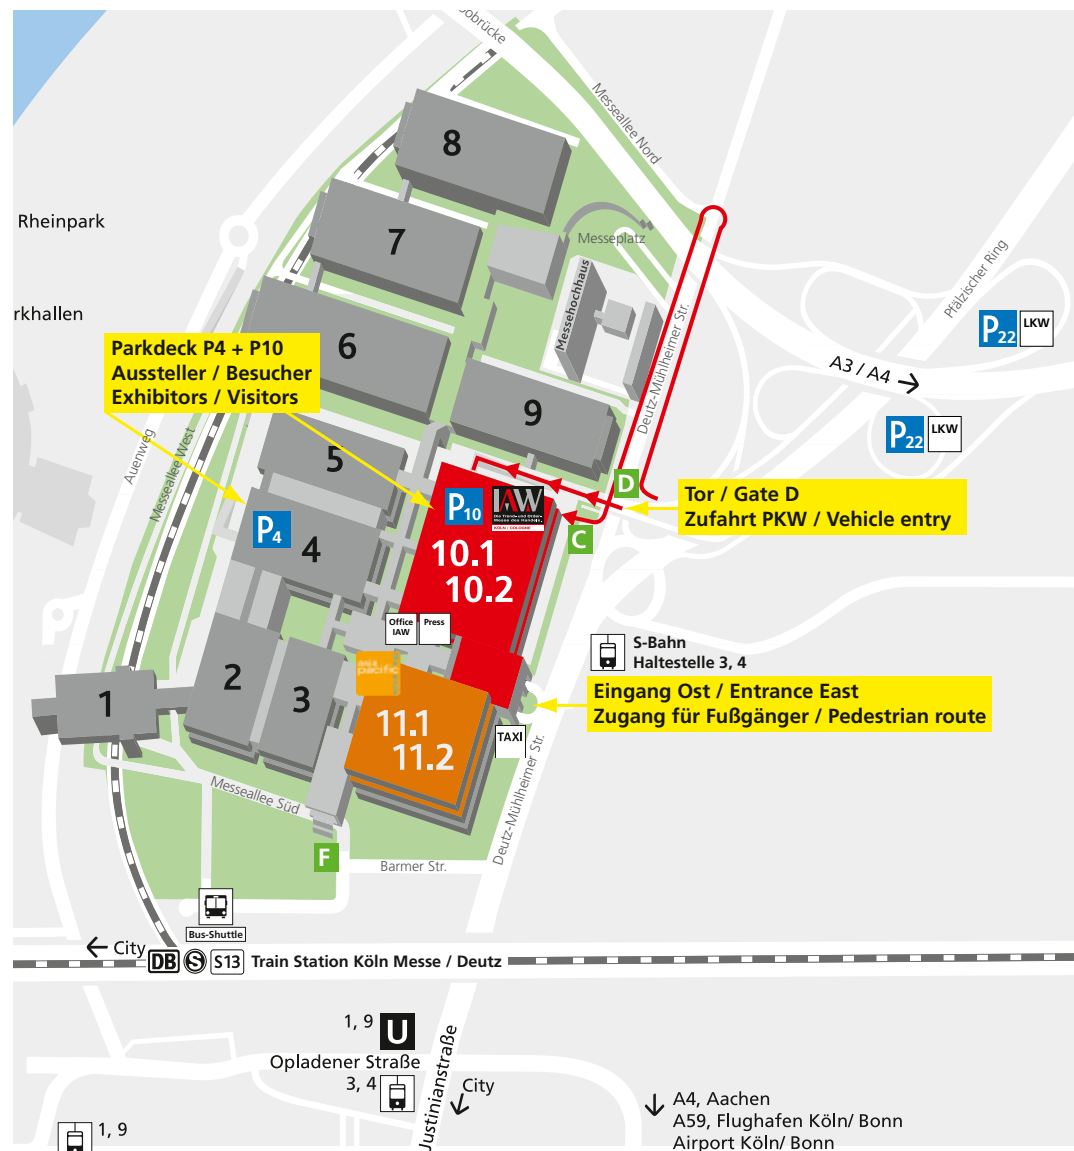 Messeallee Nord
8
Rheinpark
7
Messeplatz
Messehochhaus
Pfälzischer Ring
rkhallen
P22
LKW
Parkdeck P4 + P10
Aussteller / Besucher
Exhibitors / Visitors
6
Deutz-Mühlheimer Str.
A3 / A4
9
P22
LKW
Auenweg
Messeallee West
5
D
P10
IAW
KÖLN / COLOGNE
Tor / Gate D
Zufahrt PKW / Vehicle entry
P4
4
C
10.1
10.2
Office
IAW
Press
S-Bahn
Haltestelle 3, 4
asia
pacific
2
3
1
Eingang Ost / Entrance East
Zugang für Fußgänger / Pedestrian route
11.1
11.2
TAXI
Messeallee Süd
Deutz-Mühlheimer Str.
F
Barmer Str.
Bus-Shuttle
City
DB
S
S13
Train Station Köln Messe / Deutz
1, 9
U
Opladener Straße
3, 4
City
Justinianstraße
A4, Aachen
A59, Flughafen Köln/ Bonn
Airport Köln/ Bonn
1, 9